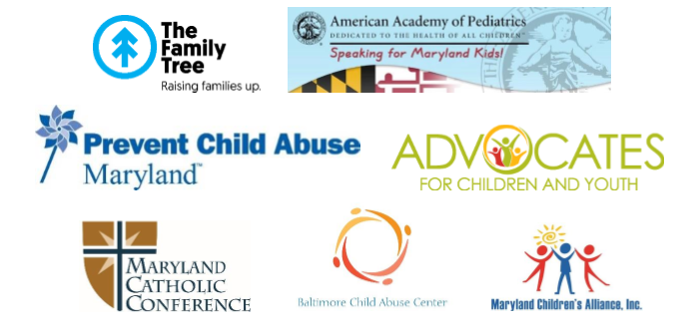 The
Family
Tree
Raising families up.
American Academy of Pediatrics
DEDICATED TO THE HEALTH OF ALL CHILDREN™
Speaking for Maryland Kids!
Prevent Child Abuse
Maryland™
ADVOCATES
FOR CHILDREN AND YOUTH
MARYLAND
CATHOLIC
CONFERENCE
Baltimore Child Abuse Center
Maryland Children's Alliance, Inc.